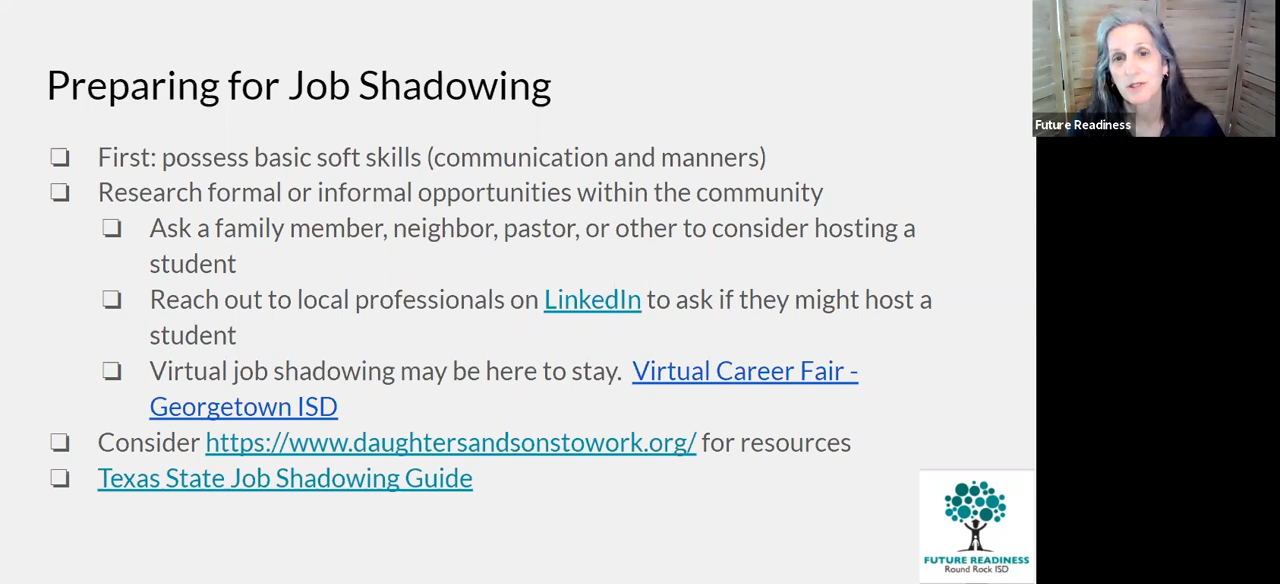 Preparing for Job Shadowing
First: possess basic soft skills (communication and manners)
Research formal or informal opportunities within the community
Ask a family member, neighbor, pastor, or other to consider hosting a
student
Reach out to local professionals on LinkedIn to ask if they might host a
student
Virtual job shadowing may be here to stay. Virtual Career Fair -
Georgetown ISD
Consider https://www.daughtersandsonstowork.org/ for resources
Texas State Job Shadowing Guide
Future Readiness
FUTURE READINESS
Round Rock ISD